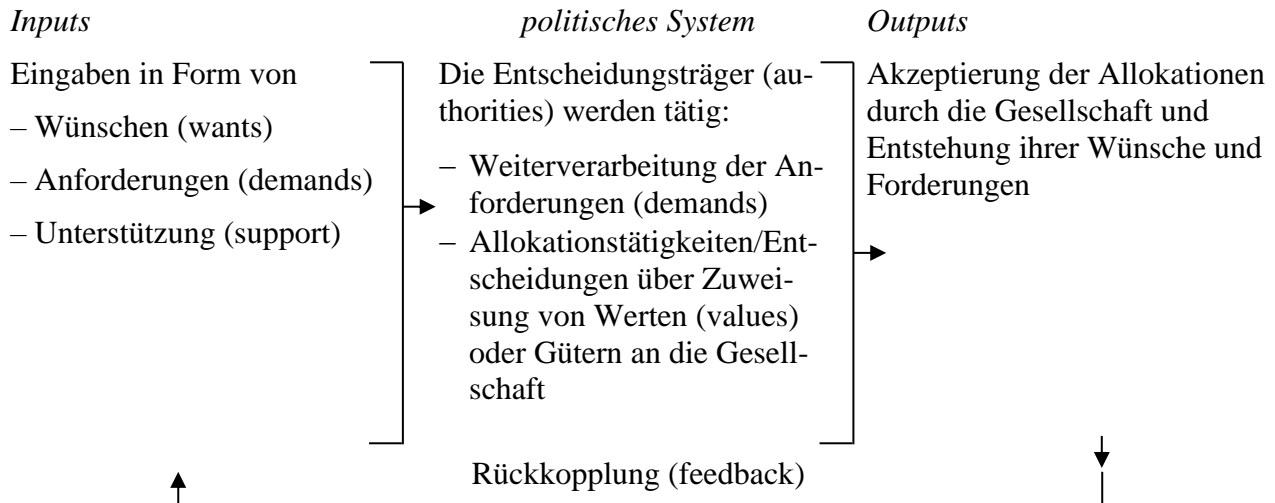 Inputs
politisches System
Outputs
Eingaben in Form von
– Wünschen (wants)
– Anforderungen (demands)
– Unterstützung (support)
Die Entscheidungsträger (au-
thorities) werden tätig:
– Weiterverarbeitung der An-
forderungen (demands)
– Allokationstätigkeiten/Ent-
scheidungen über Zuwei-
sung von Werten (values)
oder Gütern an die Gesell-
schaft
Akzeptierung der Allokationen
durch die Gesellschaft und
Entstehung ihrer Wünsche und
Forderungen
Rückkopplung (feedback)